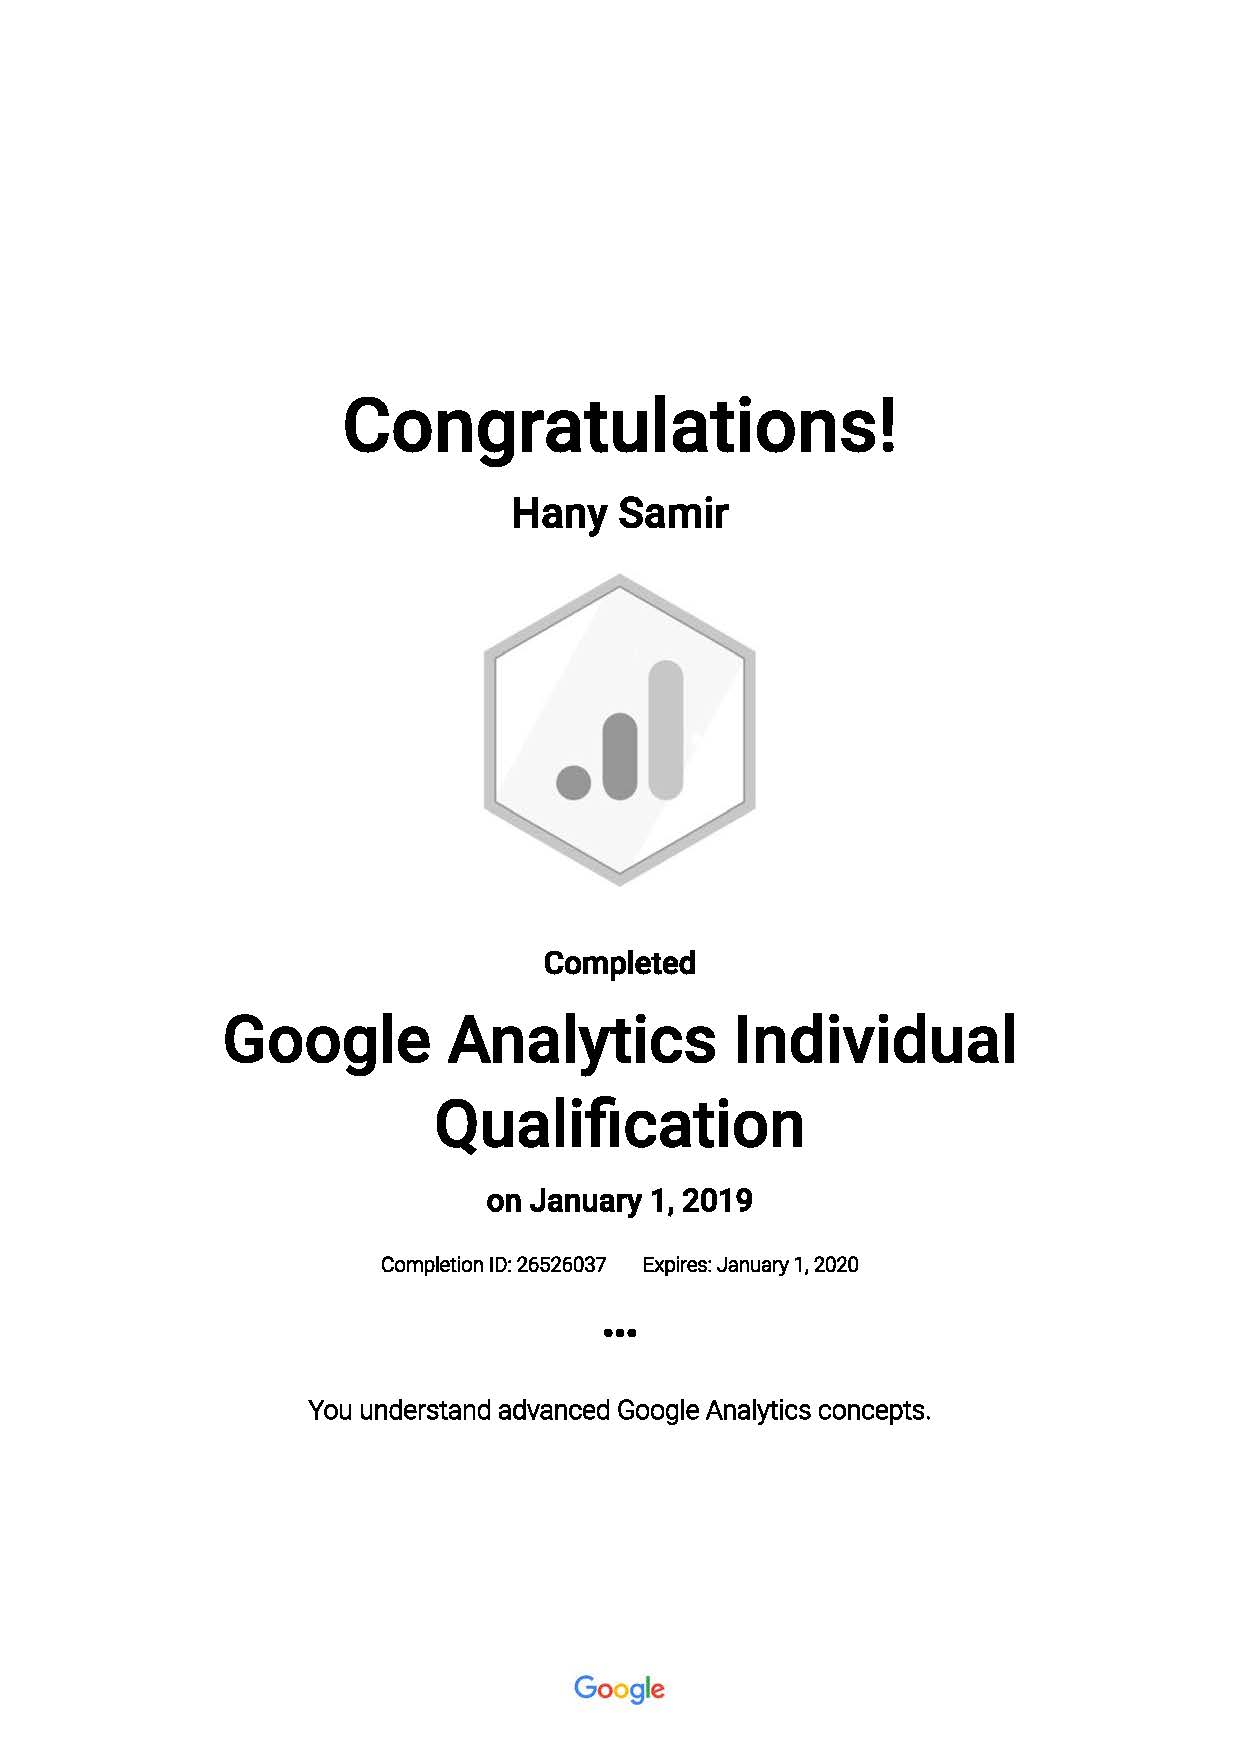 Congratulations!
Hany Samir
Completed
Google Analytics Individual
Qualification
on January 1, 2019
Completion ID: 26526037 Expires: January 1, 2020
•••
You understand advanced Google Analytics concepts.
Google